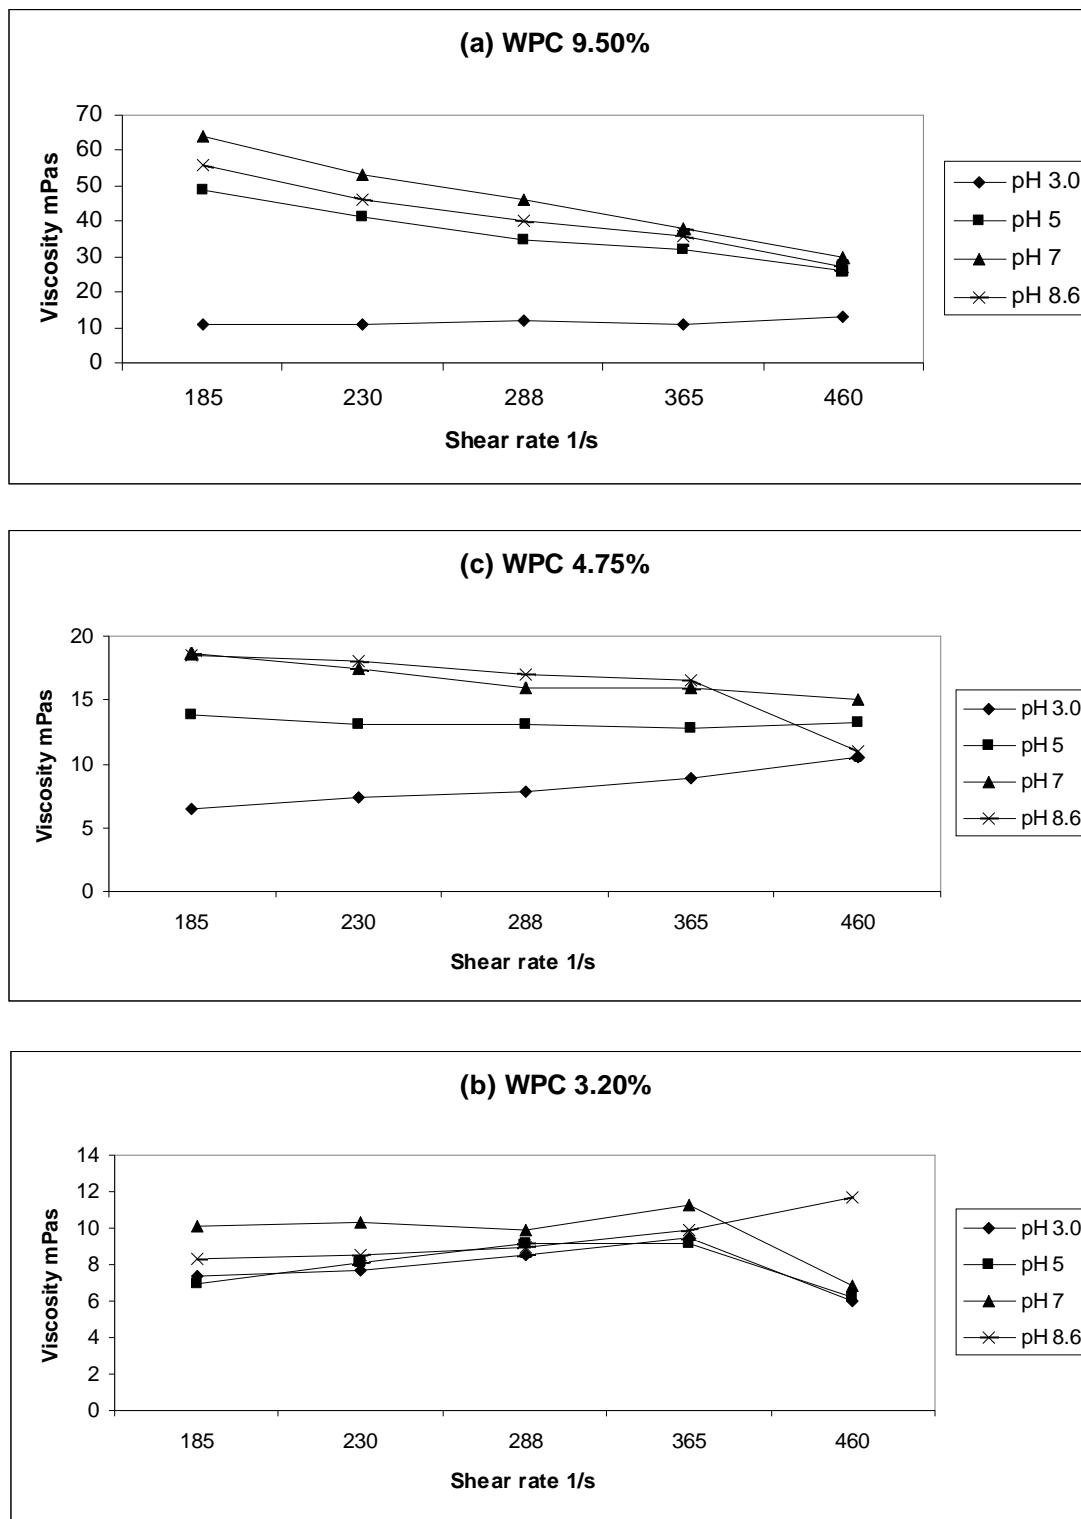 (a) WPC 9.50%
70
60
50
40
30
20
10
0
Viscosity mPas
185 230 288 365 460
Shear rate 1/s
pH 3.0
pH 5
pH 7
pH 8.6
(c) WPC 4.75%
20
15
10
5
0
Viscosity mPas
185 230 288 365 460
Shear rate 1/s
pH 3.0
pH 5
pH 7
pH 8.6
(b) WPC 3.20%
14
12
10
8
6
4
2
0
Viscosity mPas
185 230 288 365 460
Shear rate 1/s
pH 3.0
pH 5
pH 7
pH 8.6